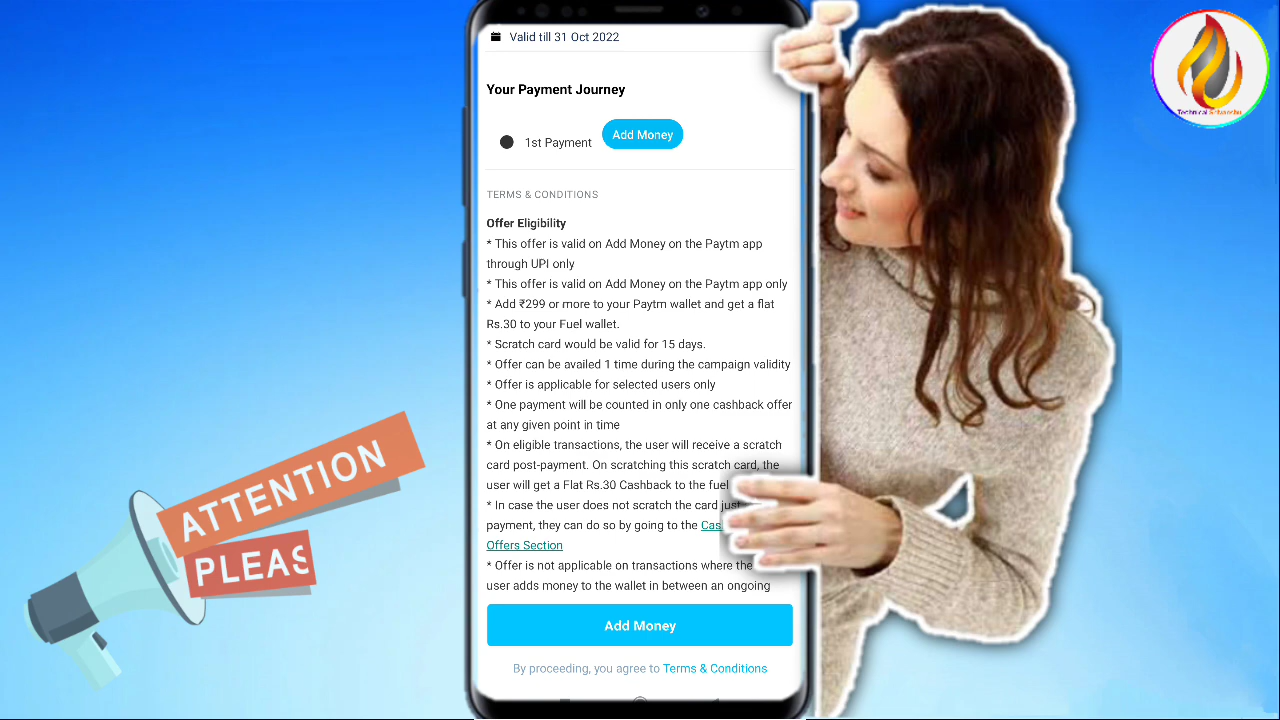 Valid till 31 Oct 2022
Your Payment Journey
1st Payment
Add Money
TERMS & CONDITIONS
Offer Eligibility
* This offer is valid on Add Money on the Paytm app
through UPI only
* This offer is valid on Add Money on the Paytm app only
* Add ₹299 or more to your Paytm wallet and get a flat
Rs.30 to your Fuel wallet.
* Scratch card would be valid for 15 days.
* Offer can be availed 1 time during the campaign validity
* Offer is applicable for selected users only
* One payment will be counted in only one cashback offer
at any given point in time
* On eligible transactions, the user will receive a scratch
card post-payment. On scratching this scratch card, the
user will get a Flat Rs.30 Cashback to the fuel
* In case the user does not scratch the card just
payment, they can do so by going to the Cas
Offers Section
* Offer is not applicable on transactions where the
user adds money to the wallet in between an ongoing
Add Money
By proceeding, you agree to Terms & Conditions
ATTENTION
PLEAS
Technical